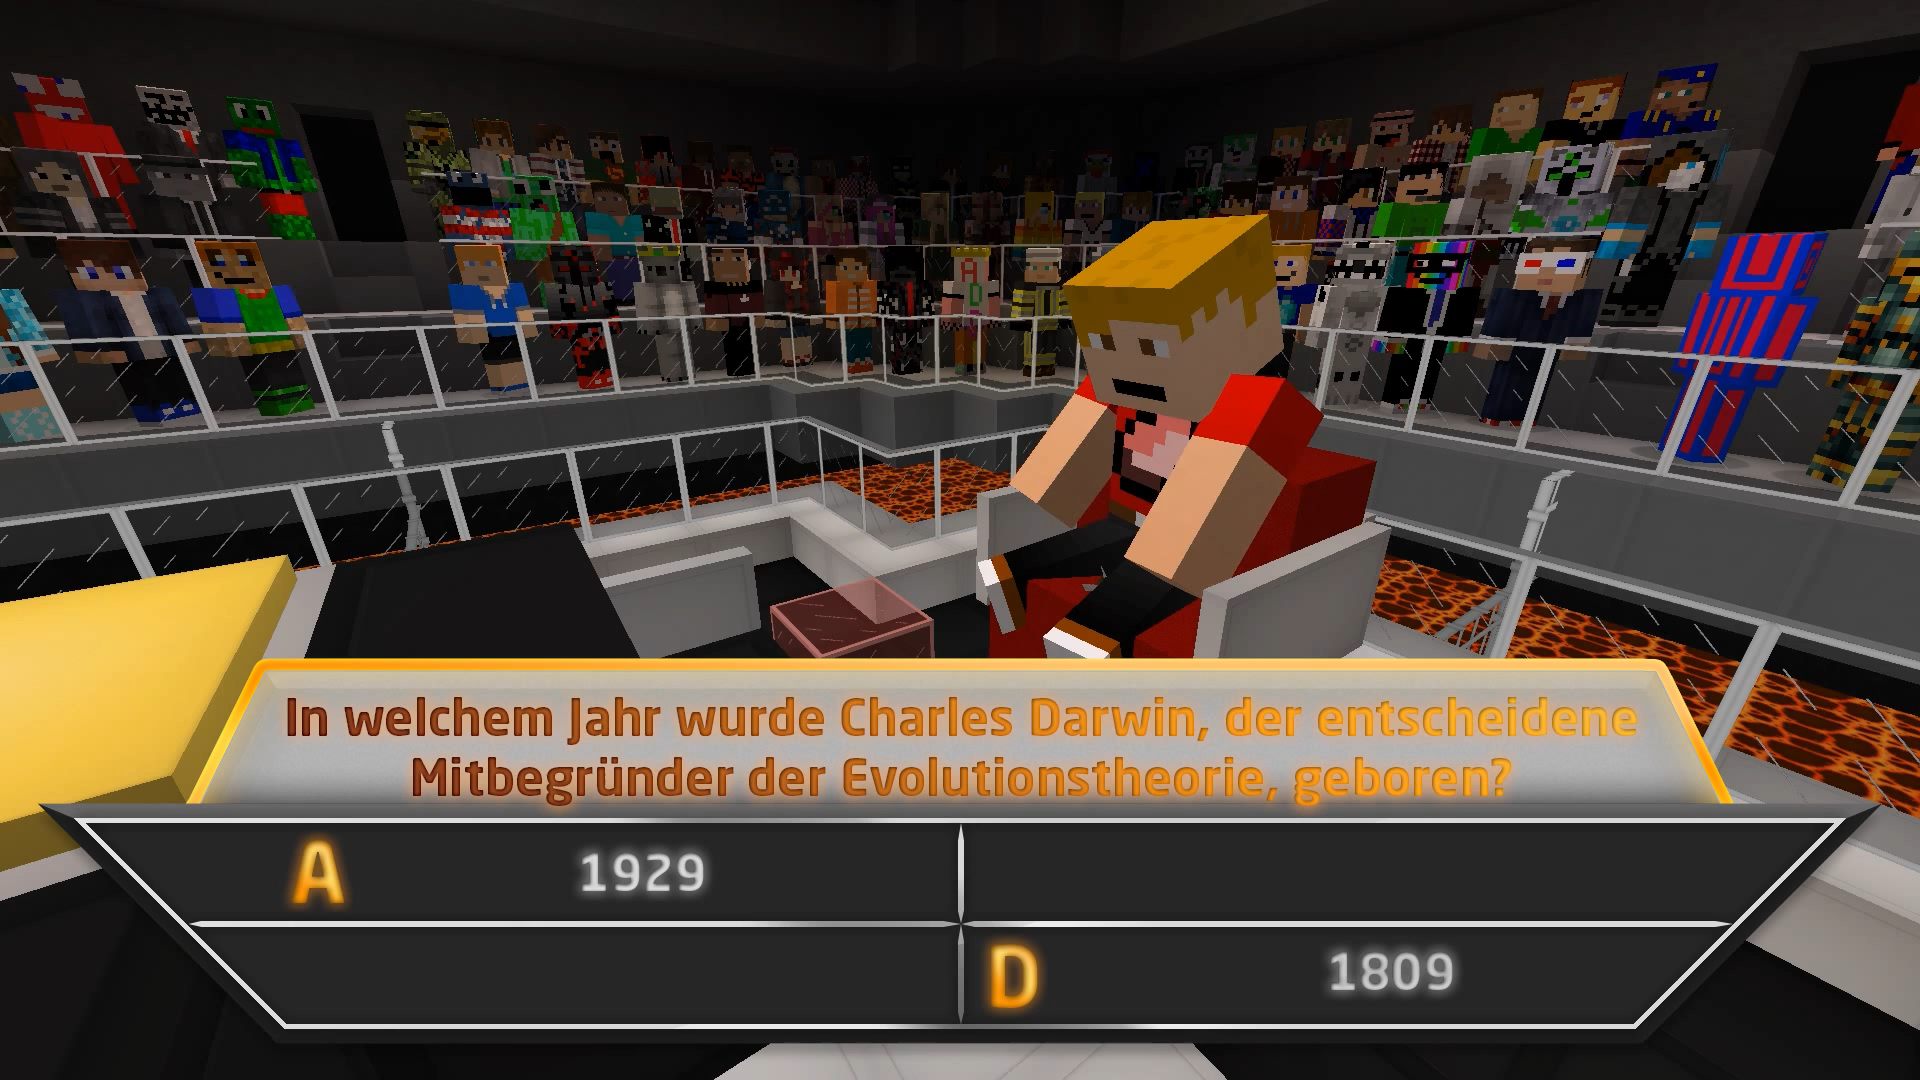 In welchem Jahr wurde Charles Darwin, der entscheidene
Mitbegründer der Evolutionstheorie, geboren?
A 1929
D 1809